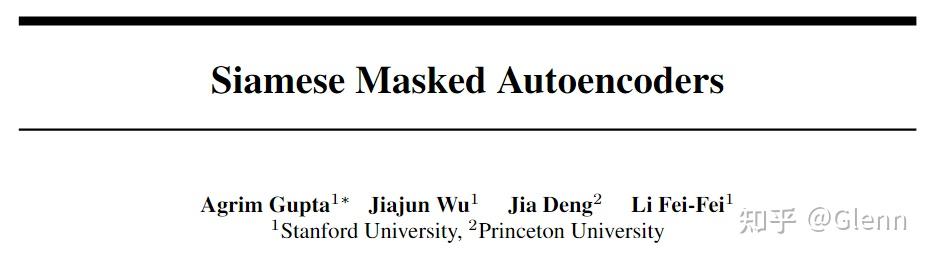 Siamese Masked Autoencoders
Agrim Gupta¹* Jiajun Wu¹ Jia Deng² Li Fei-Fei¹
¹Stanford University, ²Princeton University
知乎 @Glenn